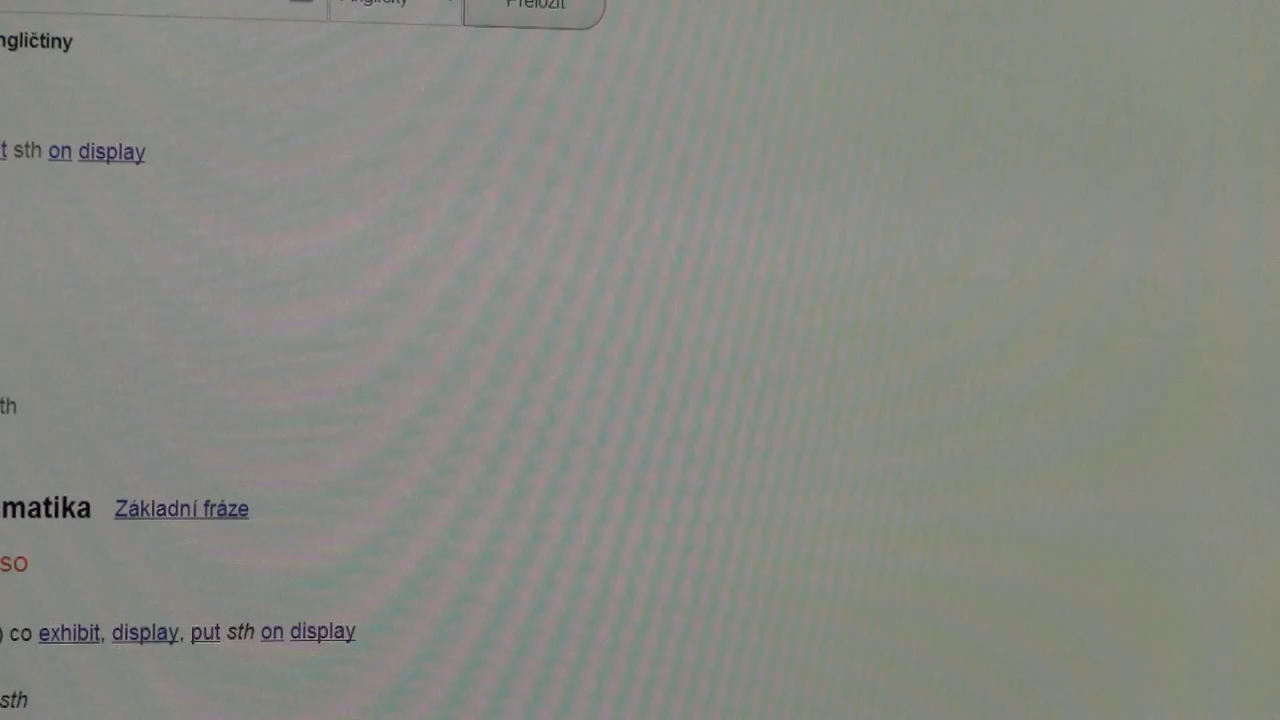 Přeložit
ngličtiny
t sth on display
th
matika Základní fráze
so
) co exhibit, display, put sth on display
sth